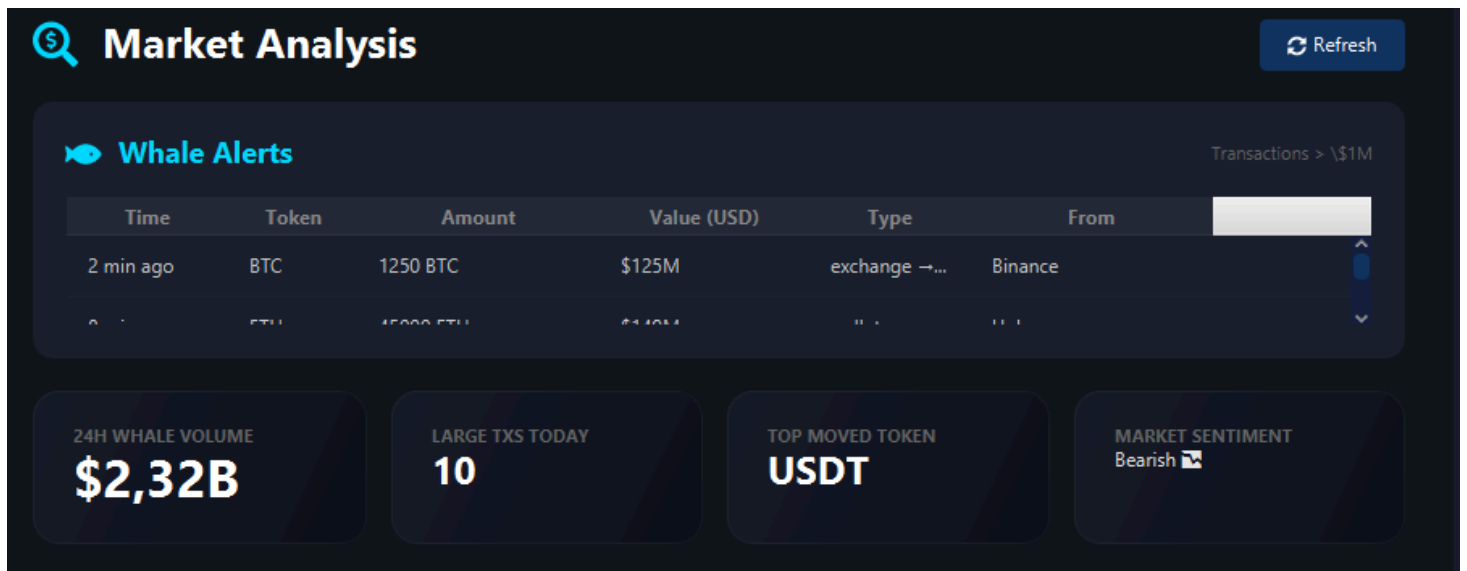 Market Analysis
Refresh
Whale Alerts
Transactions > \$1M
Time Token Amount Value (USD) Type From
2 min ago BTC 1250 BTC $125M exchange →... Binance
ETH ETH
24H WHALE VOLUME
$2,32B
LARGE TXS TODAY
10
TOP MOVED TOKEN
USDT
MARKET SENTIMENT
Bearish